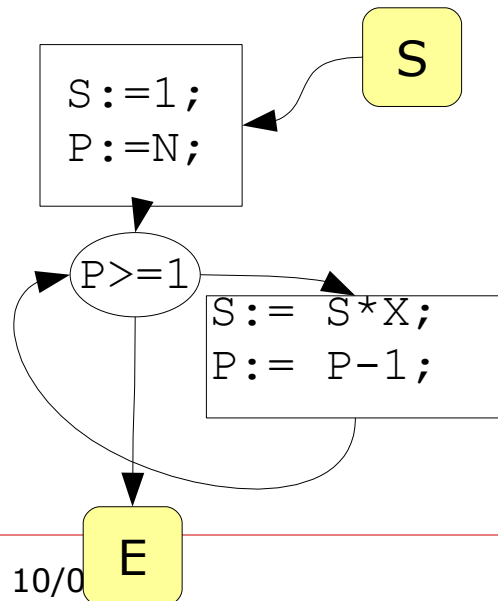 S
S:=1;
P:=N;
P>=1
S:= S*X;
P:= P-1;
E
10/0